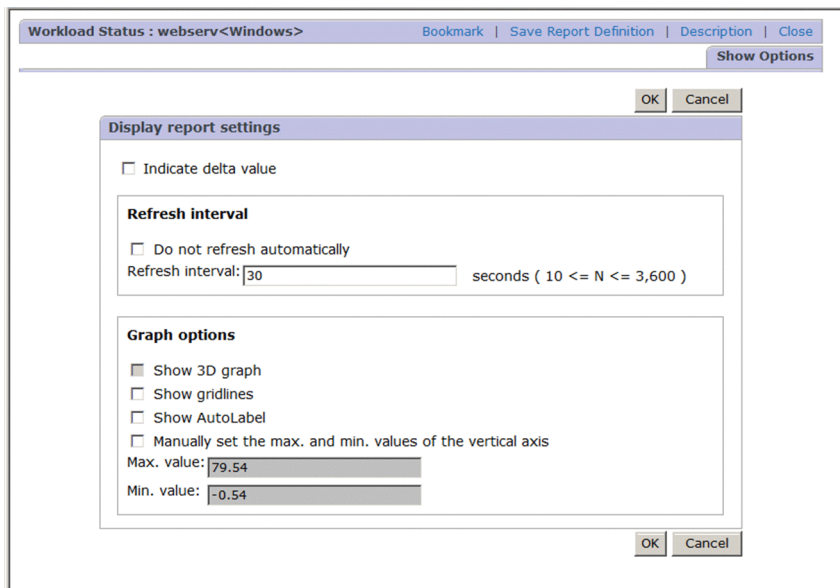 Workload Status : webserv<Windows> Bookmark | Save Report Definition | Description | Close
Show Options
OK Cancel
Display report settings
Indicate delta value
Refresh interval
Do not refresh automatically
Refresh interval: 30 seconds ( 10 <= N <= 3,600 )
Graph options
Show 3D graph
Show gridlines
Show AutoLabel
Manually set the max. and min. values of the vertical axis
Max. value: 79.54
Min. value: -0.54
OK Cancel